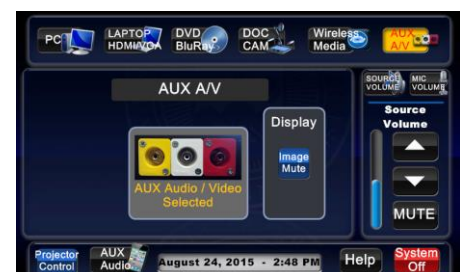 PC
LAPTOP
HDMI/VGA
DVD
BluRay
DOC
CAM
Wireless
Media
AUX
A/V
AUX A/V
SOURCE
VOLUME
MIC
VOLUME
Display
Image
Mute
AUX Audio / Video
Selected
Source
Volume
MUTE
Projector
Control
AUX
Audio
August 24, 2015 - 2:48 PM
Help
System
Off